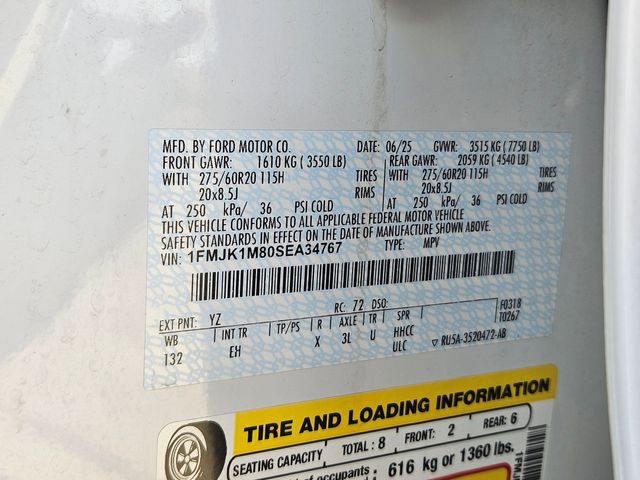 MFD. BY FORD MOTOR CO. DATE: 06/25 GVWR: 3515 KG (7750 LB)
FRONT GAWR: 1610 KG (3550 LB) REAR GAWR: 2059 KG (4540 LB)
WITH 275/60R20 115H TIRES WITH 275/60R20 115H TIRES
20x8.5J RIMS 20x8.5J RIMS
AT 250 kPa/ 36 PSI COLD AT 250 kPa/ 36 PSI COLD
THIS VEHICLE CONFORMS TO ALL APPLICABLE FEDERAL MOTOR VEHICLE
SAFETY STANDARDS IN EFFECT ON THE DATE OF MANUFACTURE SHOWN ABOVE
VIN: 1FMJK1M80SEA34767 TYPE: MPV
EXT PNT: YZ RC: 72 DSO: F0318
WB INT TR TP/PS R AXLE TR SPR T0267
132 EH X 3L U HHCC
ULC ▽ RU5A-3520472-AB
TIRE AND LOADING INFORMATION
SEATING CAPACITY TOTAL: 8 FRONT: 2 REAR: 6
of occupants 616 kg or 1360 lbs.